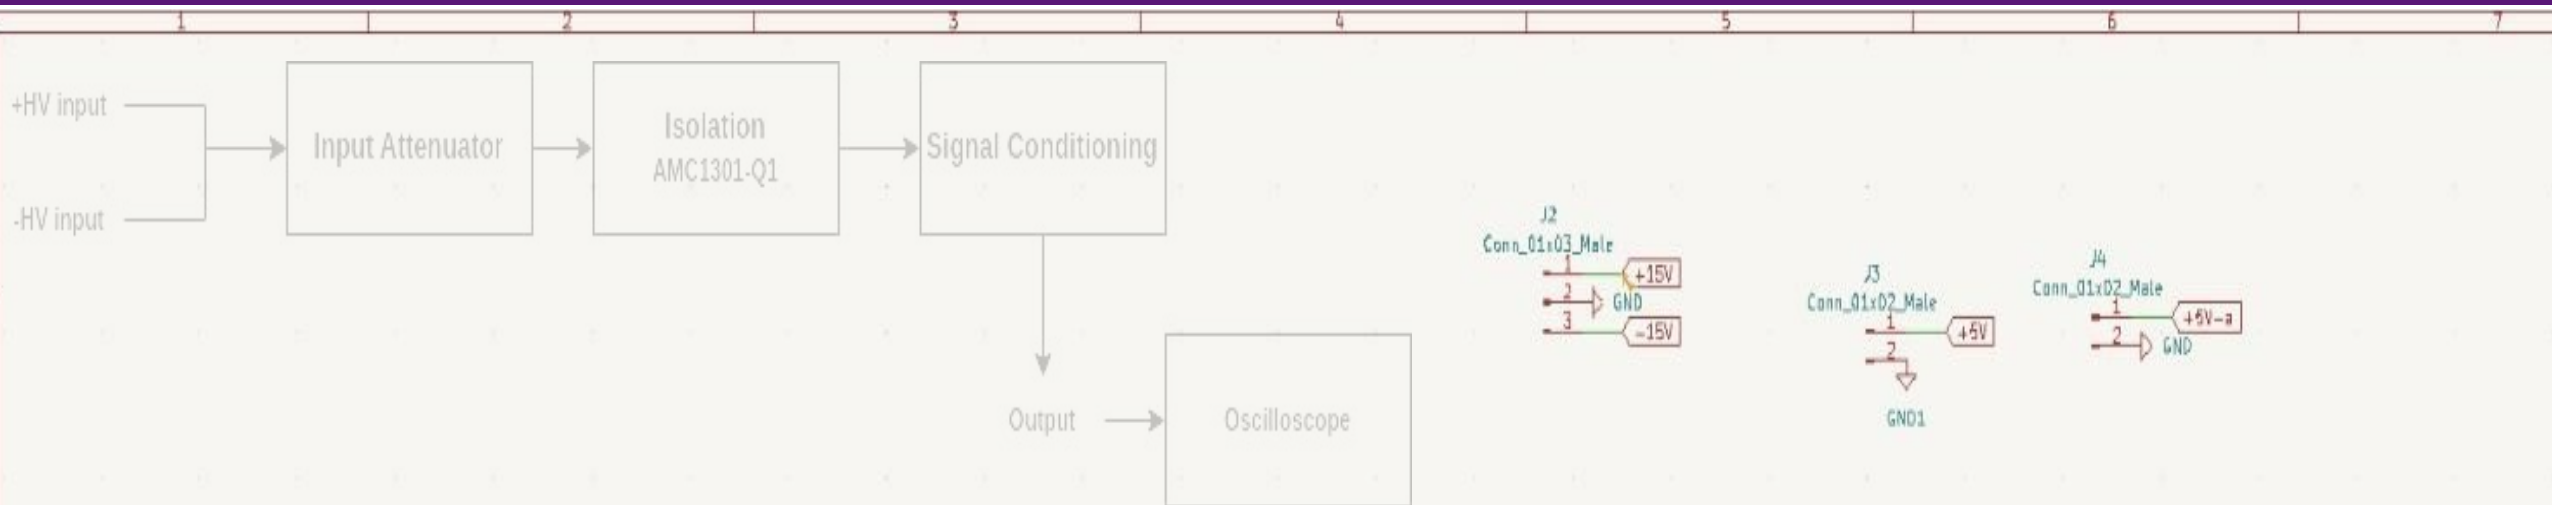 1 2 3 4 5 6 7
+HV input
-HV input
Input Attenuator
Isolation
AMC1301-Q1
Signal Conditioning
Output
Oscilloscope
J2
Conn_01x03_Male
1
+15V
2
GND
3
-15V
J3
Conn_01x02_Male
1
+5V
2
GND1
J4
Conn_01x02_Male
1
+5V-a
2
GND